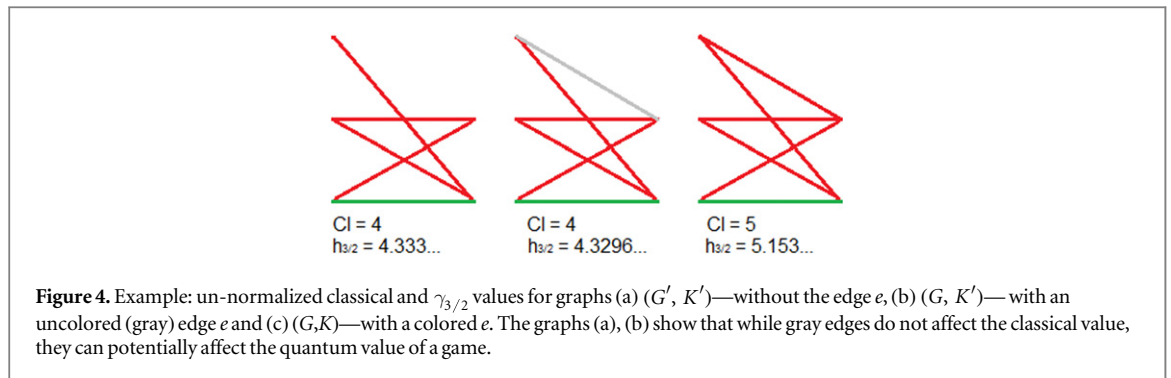 Cl = 4 Cl = 4 Cl = 5
h3/2 = 4.333... h3/2 = 4.3296... h3/2 = 5.153...
Figure 4. Example: un-normalized classical and γ3/2 values for graphs (a) (G′, K′)—without the edge e, (b) (G, K′)— with an
uncolored (gray) edge e and (c) (G,K)—with a colored e. The graphs (a), (b) show that while gray edges do not affect the classical value,
they can potentially affect the quantum value of a game.